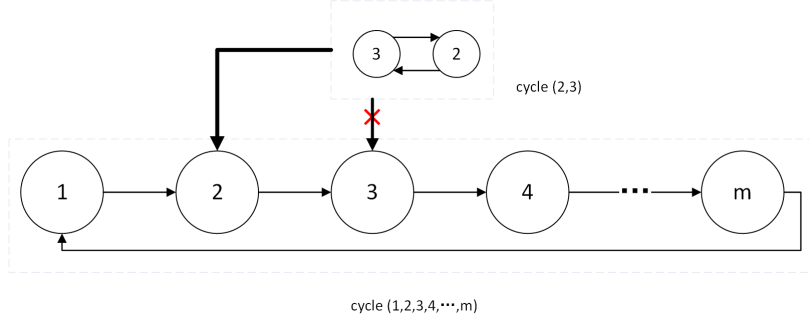 3 2
cycle (2,3)
1 2 3 4 ··· m
cycle (1,2,3,4,···,m)